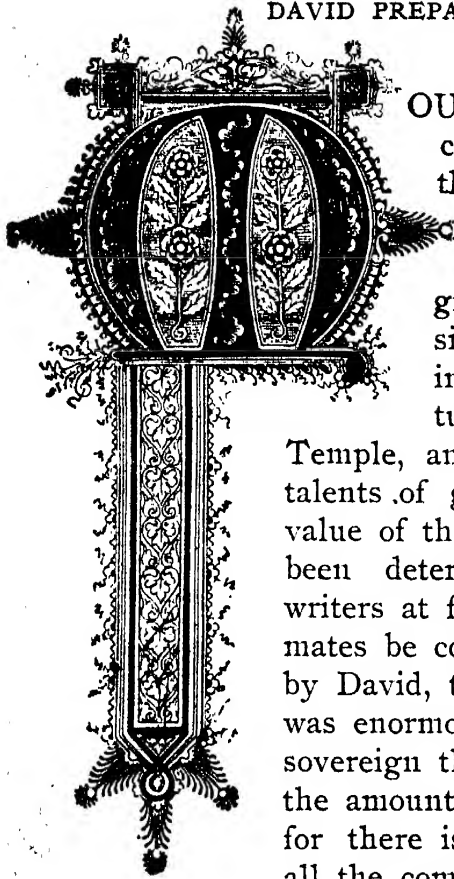 DAVID PREPA
MOU
c
th
g
si
in
tu
Temple, an
talents .of g
value of th
been deter
writers at f
mates be co
by David, t
was enormo
sovereign th
the amount
for there is
all the com